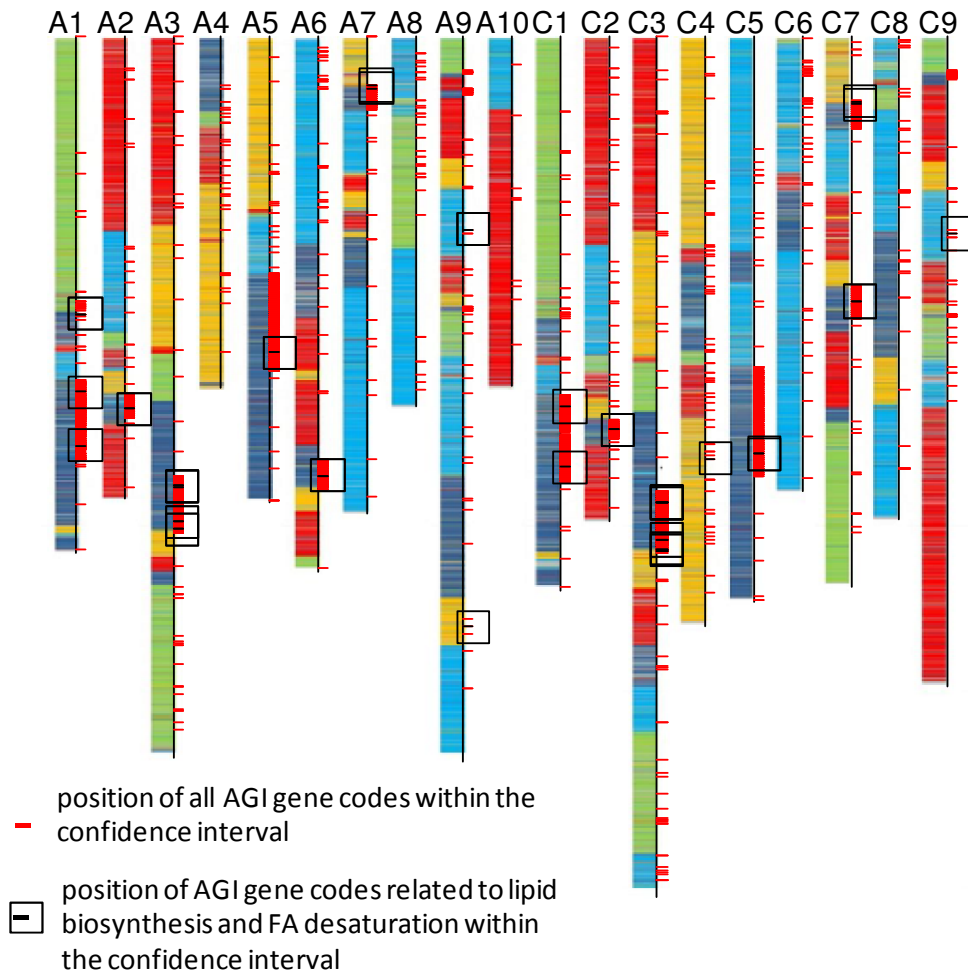 A1 A2 A3 A4 A5 A6 A7 A8 A9 A10 C1 C2 C3 C4 C5 C6 C7 C8 C9
position of all AGI gene codes within the
confidence interval
position of AGI gene codes related to lipid
biosynthesis and FA desaturation within
the confidence interval